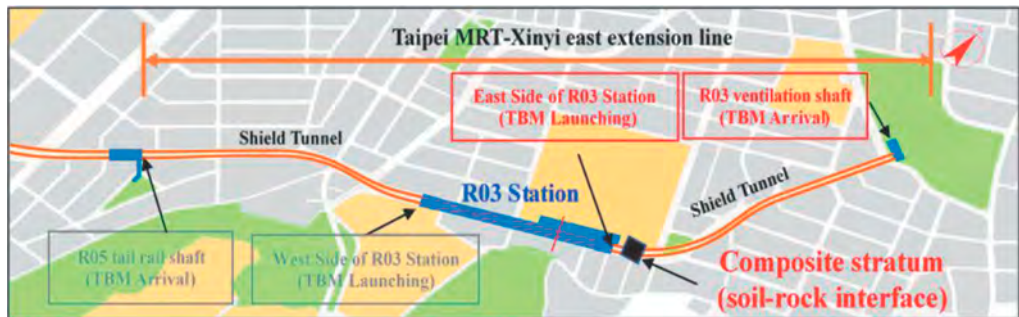 Taipei MRT-Xinyi east extension line
East Side of R03 Station
(TBM Launching)
R03 ventilation shaft
(TBM Arrival)
Shield Tunnel
R03 Station
Shield Tunnel
R05 tail rail shaft
(TBM Arrival)
West Side of R03 Station
(TBM Launching)
Composite stratum
(soil-rock interface)